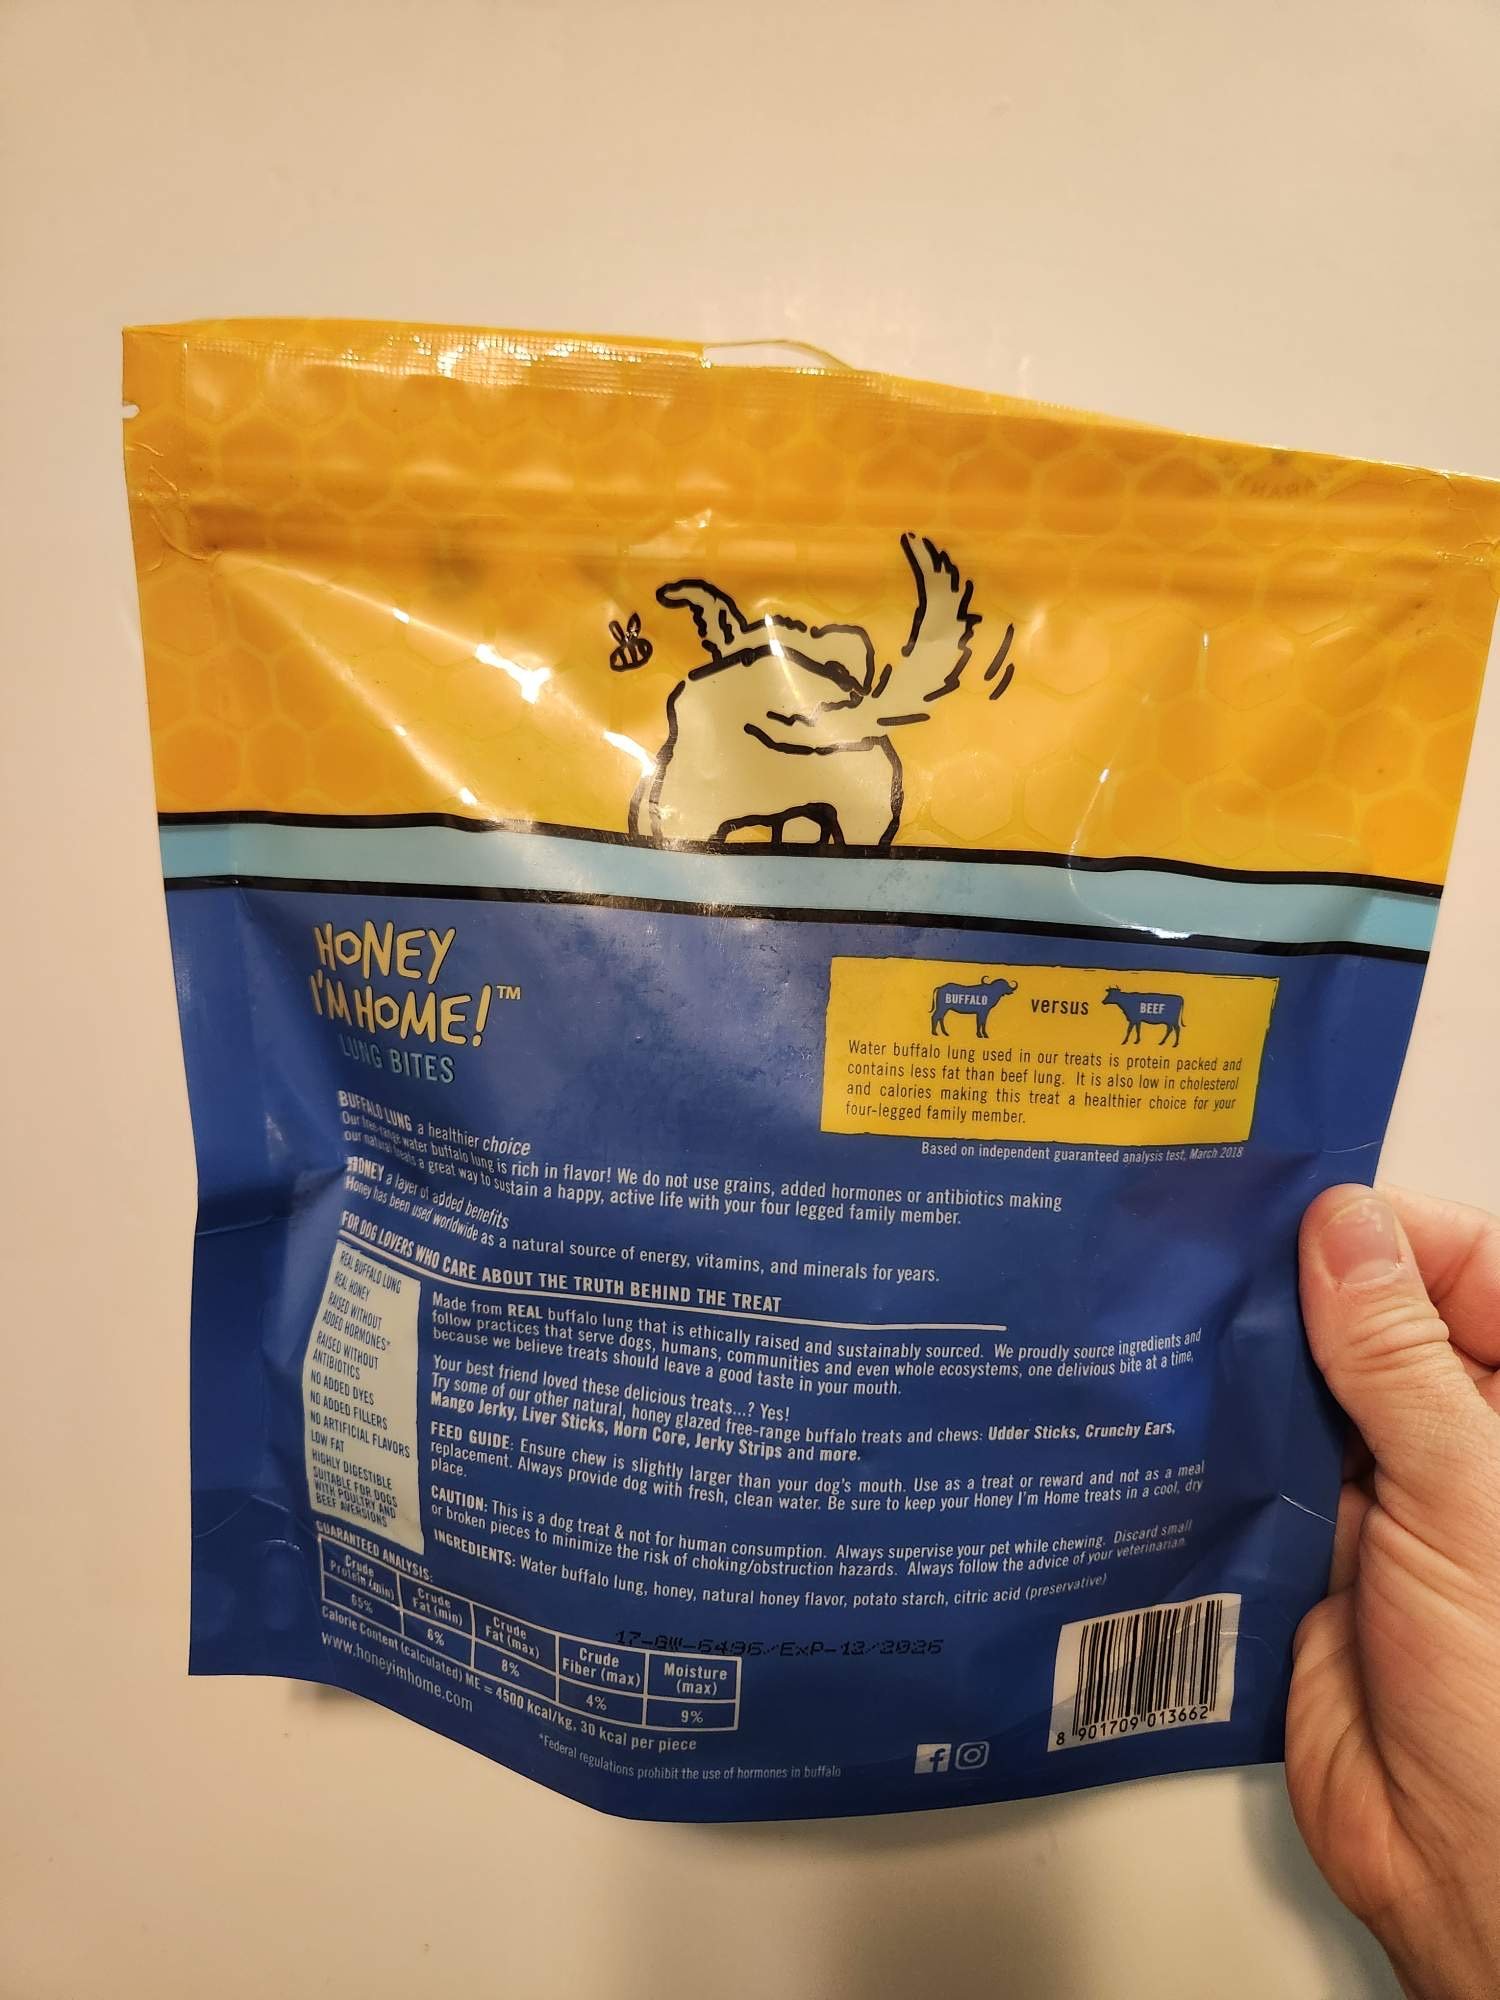 HONEY
I'M HOME!™
LUNG BITES
BUFFALO versus BEEF
Water buffalo lung used in our treats is protein packed and
contains less fat than beef lung. It is also low in cholesterol
and calories making this treat a healthier choice for your
four-legged family member.
Based on independent guaranteed analysis test, March 2018
BUFFALO LUNG a healthier choice
Our free-range water buffalo lung is rich in flavor! We do not use grains, added hormones or antibiotics making
our natural treats a great way to sustain a happy, active life with your four legged family member.
HONEY a layer of added benefits
Honey has been used worldwide as a natural source of energy, vitamins, and minerals for years.
FOR DOG LOVERS WHO CARE ABOUT THE TRUTH BEHIND THE TREAT
REAL BUFFALO LUNG
REAL HONEY
RAISED WITHOUT
ADDED HORMONES*
RAISED WITHOUT
ANTIBIOTICS
NO ADDED DYES
NO ADDED FILLERS
NO ARTIFICIAL FLAVORS
LOW FAT
HIGHLY DIGESTIBLE
SUITABLE FOR DOGS
WITH POULTRY AND
BEEF AVERSIONS
Made from REAL buffalo lung that is ethically raised and sustainably sourced. We proudly source ingredients and
follow practices that serve dogs, humans, communities and even whole ecosystems, one delivious bite at a time,
because we believe treats should leave a good taste in your mouth.
Your best friend loved these delicious treats...? Yes!
Try some of our other natural, honey glazed free-range buffalo treats and chews: Udder Sticks, Crunchy Ears,
Mango Jerky, Liver Sticks, Horn Core, Jerky Strips and more.
FEED GUIDE: Ensure chew is slightly larger than your dog's mouth. Use as a treat or reward and not as a meal
replacement. Always provide dog with fresh, clean water. Be sure to keep your Honey I'm Home treats in a cool, dry
place.
CAUTION: This is a dog treat & not for human consumption. Always supervise your pet while chewing. Discard small
or broken pieces to minimize the risk of choking/obstruction hazards. Always follow the advice of your veterinarian.
INGREDIENTS: Water buffalo lung, honey, natural honey flavor, potato starch, citric acid (preservative)
GUARANTEED ANALYSIS:
Crude Protein (min) Crude Fat (min) Crude Fat (max) Crude Fiber (max) Moisture (max)
65% 6% 8% 4% 9%
17-GW-6496/ExP-12/2026
Calorie Content (calculated) ME = 4500 kcal/kg, 30 kcal per piece
www.honeyimhome.com
*Federal regulations prohibit the use of hormones in buffalo
8 901709 013662